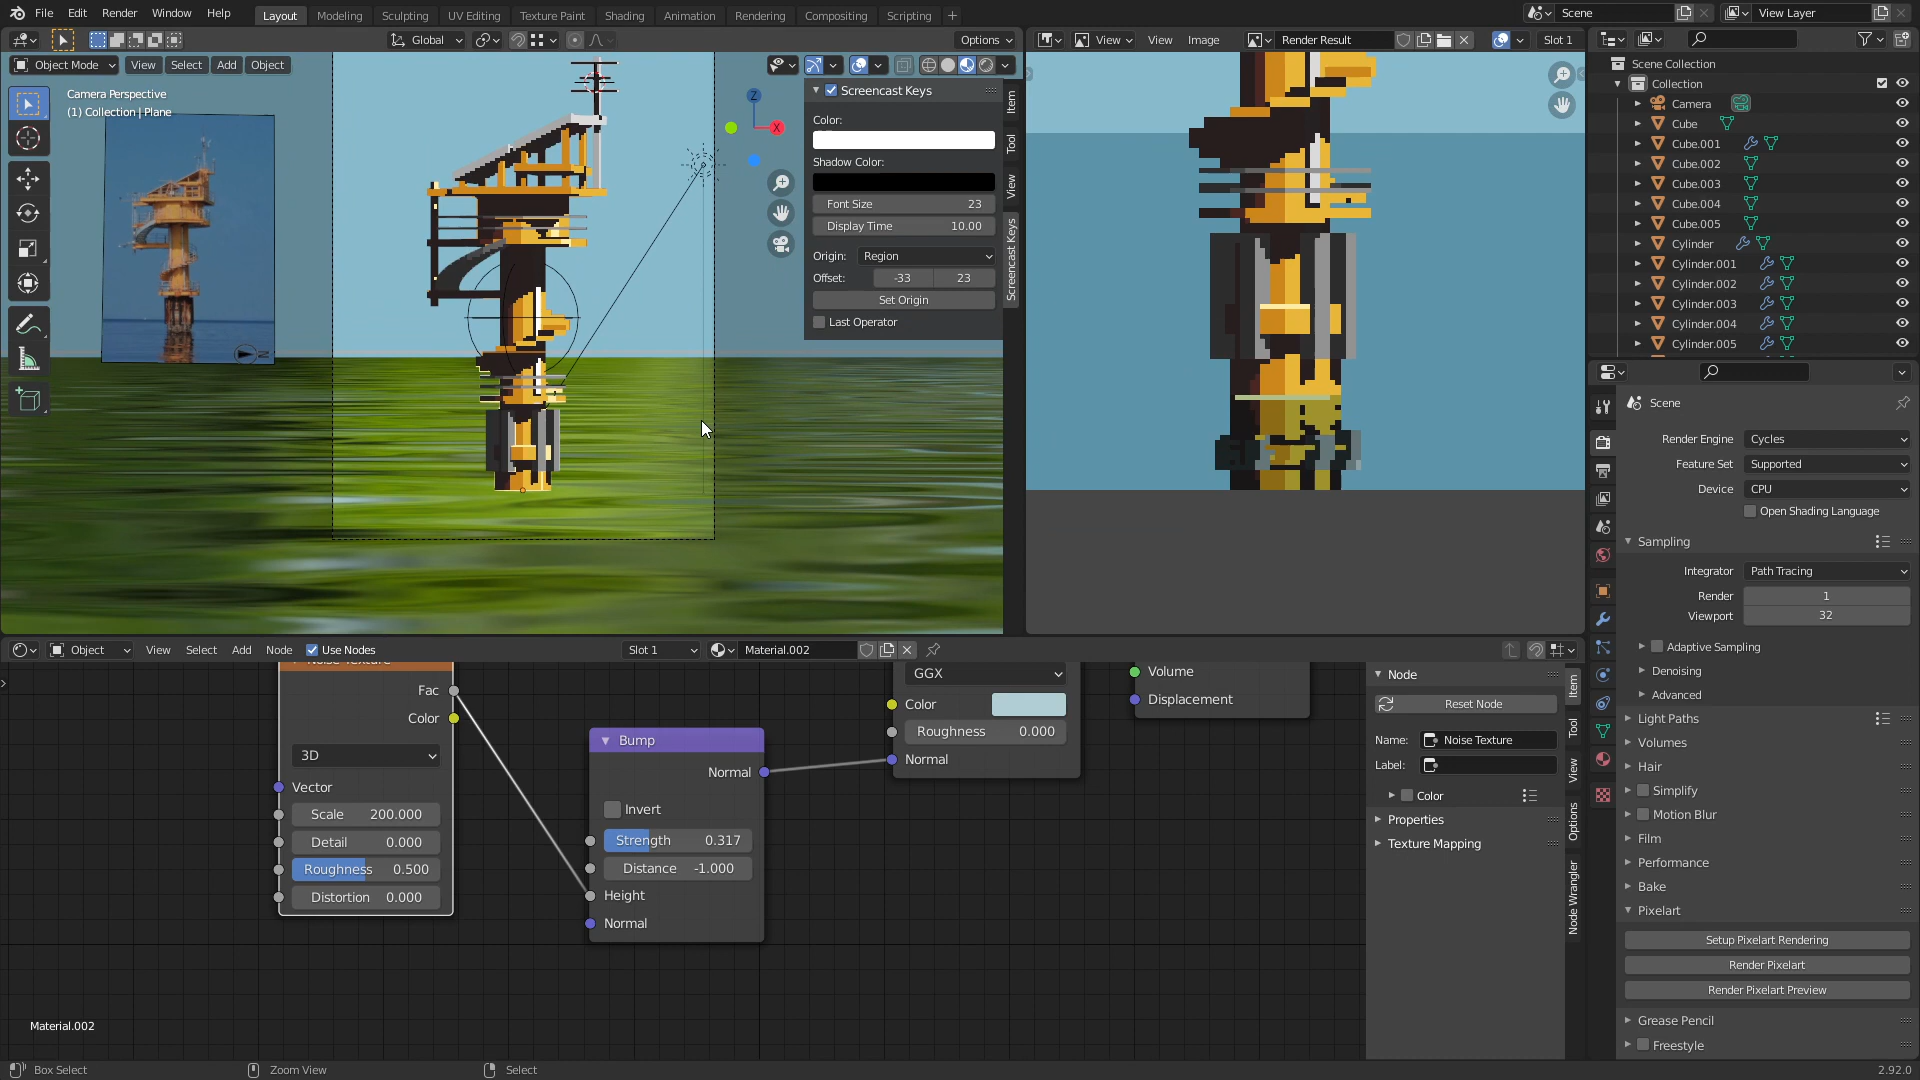 File Edit Render Window Help Layout Modeling Sculpting UV Editing Texture Paint Shading Animation Rendering Compositing Scripting + Scene View Layer
Global Options View View Image Render Result Slot 1
Object Mode View Select Add Object
Camera Perspective
(1) Collection | Plane
Z
X
Screencast Keys
Color:
Shadow Color:
Font Size 23
Display Time 10.00
Origin: Region
Offset: -33 23
Set Origin
Last Operator
Item
Tool
View
Screencast Keys
Scene Collection
Collection
Camera
Cube
Cube.001
Cube.002
Cube.003
Cube.004
Cube.005
Cylinder
Cylinder.001
Cylinder.002
Cylinder.003
Cylinder.004
Cylinder.005
Scene
Render Engine Cycles
Feature Set Supported
Device CPU
Open Shading Language
Sampling
Integrator Path Tracing
Render 1
Viewport 32
Adaptive Sampling
Denoising
Advanced
Light Paths
Volumes
Hair
Simplify
Motion Blur
Film
Performance
Bake
Pixelart
Setup Pixelart Rendering
Render Pixelart
Render Pixelart Preview
Grease Pencil
Freestyle
Object View Select Add Node Use Nodes Slot 1 Material.002
Noise Texture
Fac
Color
3D
Vector
Scale 200.000
Detail 0.000
Roughness 0.500
Distortion 0.000
Bump
Normal
Invert
Strength 0.317
Distance -1.000
Height
Normal
GGX
Color
Roughness 0.000
Normal
Volume
Displacement
Node
Reset Node
Name: Noise Texture
Label:
Color
Properties
Texture Mapping
Item
Tool
View
Options
Node Wrangler
Material.002
Box Select Zoom View Select 2.92.0